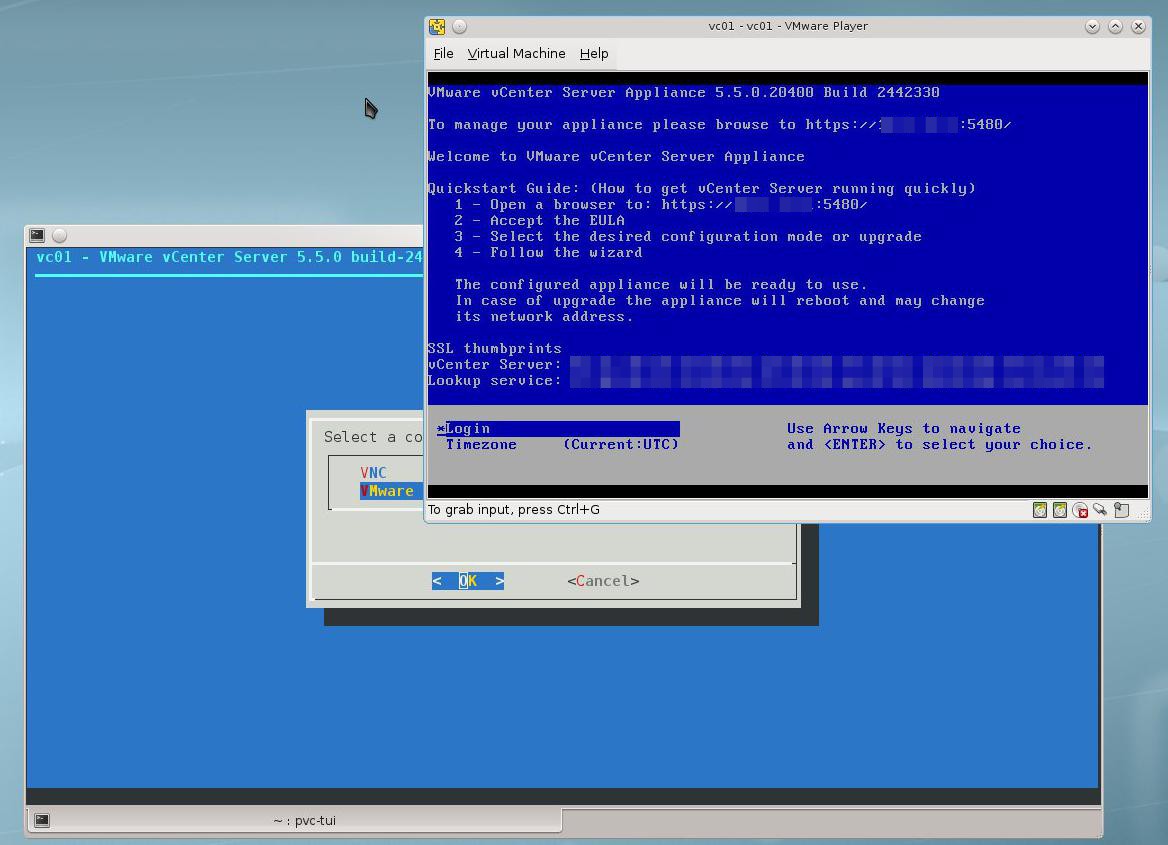 vc01 - vc01 - VMware Player
File Virtual Machine Help
VMware vCenter Server Appliance 5.5.0.20400 Build 2442330
To manage your appliance please browse to https:// :5480/
Welcome to VMware vCenter Server Appliance
Quickstart Guide: (How to get vCenter Server running quickly)
1 - Open a browser to: https:// :5480/
2 - Accept the EULA
3 - Select the desired configuration mode or upgrade
4 - Follow the wizard
The configured appliance will be ready to use.
In case of upgrade the appliance will reboot and may change
its network address.
SSL thumbprints
vCenter Server:
Lookup service:
*Login
Timezone (Current:UTC)
Use Arrow Keys to navigate
and <ENTER> to select your choice.
To grab input, press Ctrl+G
vc01 - VMware vCenter Server 5.5.0 build-24
Select a co
VNC
VMware
< OK > <Cancel>
~ : pvc-tui